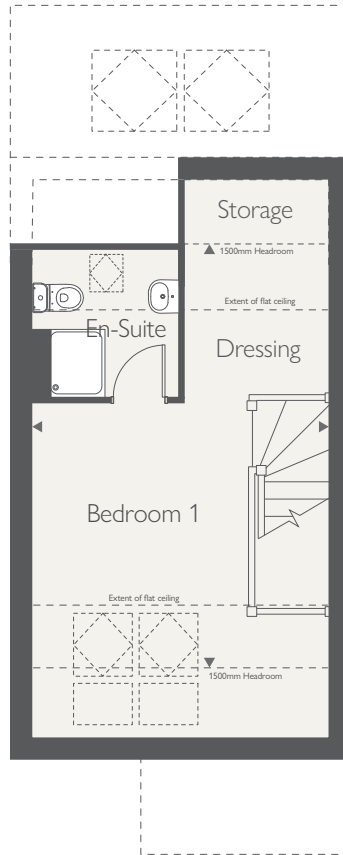 Storage
1500mm Headroom
Extent of flat ceiling
En-Suite
Dressing
Bedroom 1
Extent of flat ceiling
1500mm Headroom